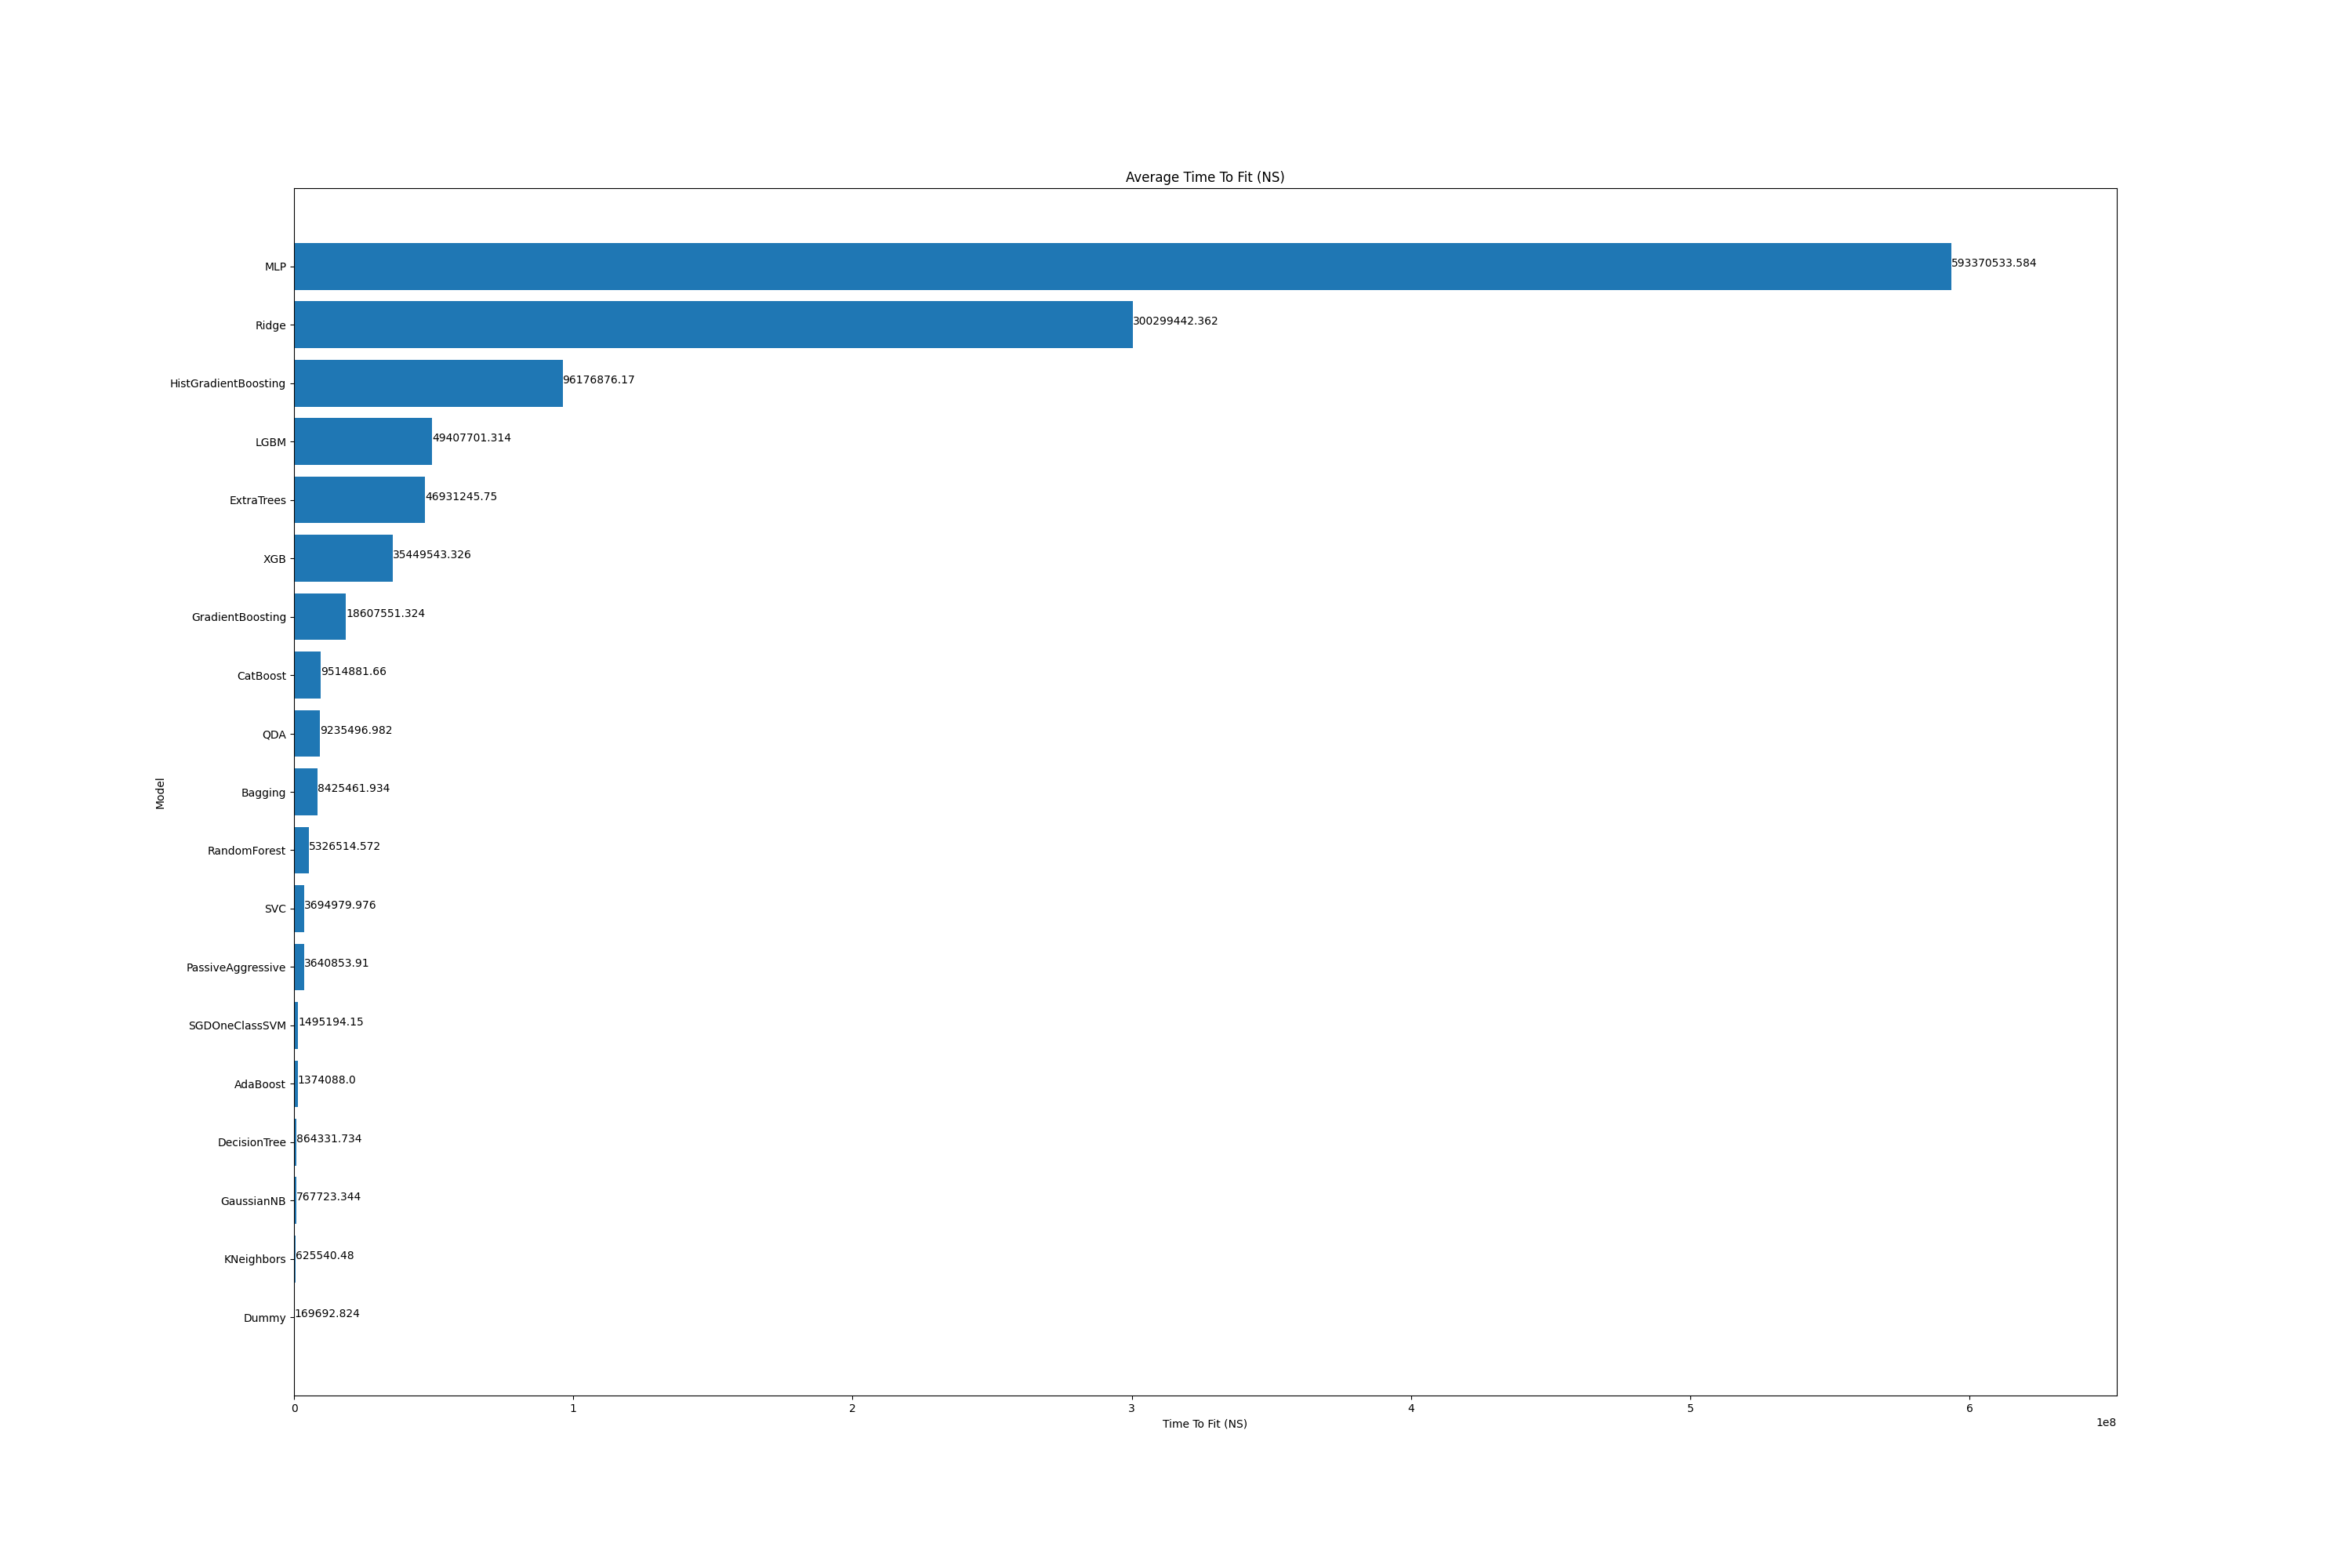 Average Time To Fit (NS)
MLP 593370533.584
Ridge 300299442.362
HistGradientBoosting 96176876.17
LGBM 49407701.314
ExtraTrees 46931245.75
XGB 35449543.326
GradientBoosting 18607551.324
CatBoost 9514881.66
QDA 9235496.982
Model
Bagging 8425461.934
RandomForest 5326514.572
SVC 3694979.976
PassiveAggressive 3640853.91
SGDOneClassSVM 1495194.15
AdaBoost 1374088.0
DecisionTree 864331.734
GaussianNB 767723.344
KNeighbors 625540.48
Dummy 169692.824
0 1 2 3 4 5 6
Time To Fit (NS)
1e8